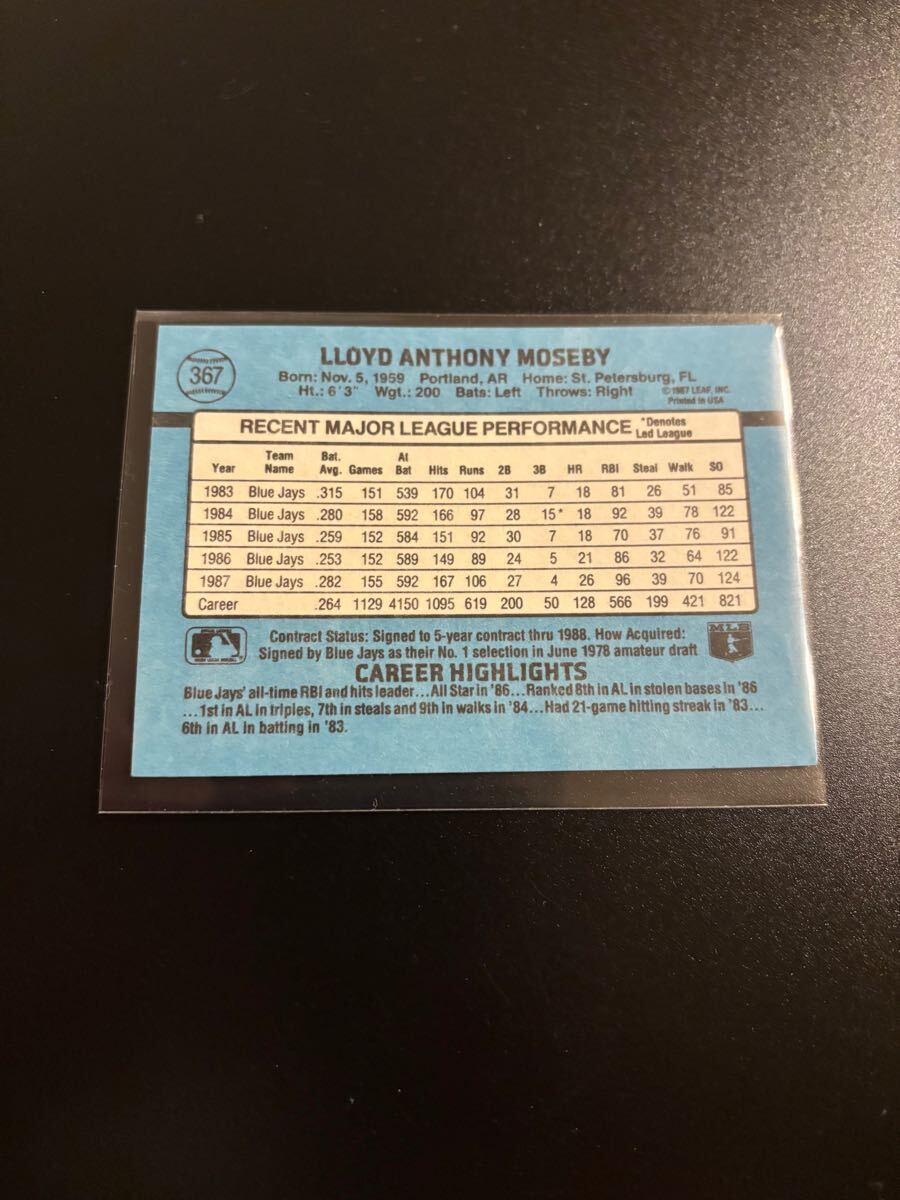 367
LLOYD ANTHONY MOSEBY
Born: Nov. 5, 1959 Portland, AR Home: St. Petersburg, FL
Ht.: 6'3" Wgt.: 200 Bats: Left Throws: Right
© 1987 LEAF, INC.
Printed in USA
RECENT MAJOR LEAGUE PERFORMANCE
*Denotes
Led League
Year Team Name Bat. Avg. Games At Bat Hits Runs 2B 3B HR RBI Steal Walk SO
1983 Blue Jays .315 151 539 170 104 31 7 18 81 26 51 85
1984 Blue Jays .280 158 592 166 97 28 15* 18 92 39 78 122
1985 Blue Jays .259 152 584 151 92 30 7 18 70 37 76 91
1986 Blue Jays .253 152 589 149 89 24 5 21 86 32 64 122
1987 Blue Jays .282 155 592 167 106 27 4 26 96 39 70 124
Career .264 1129 4150 1095 619 200 50 128 566 199 421 821
Contract Status: Signed to 5-year contract thru 1988. How Acquired:
Signed by Blue Jays as their No. 1 selection in June 1978 amateur draft
MLB
CAREER HIGHLIGHTS
Blue Jays' all-time RBI and hits leader...All Star in '86...Ranked 8th in AL in stolen bases in '86
...1st in AL in triples, 7th in steals and 9th in walks in '84...Had 21-game hitting streak in '83...
6th in AL in batting in '83.